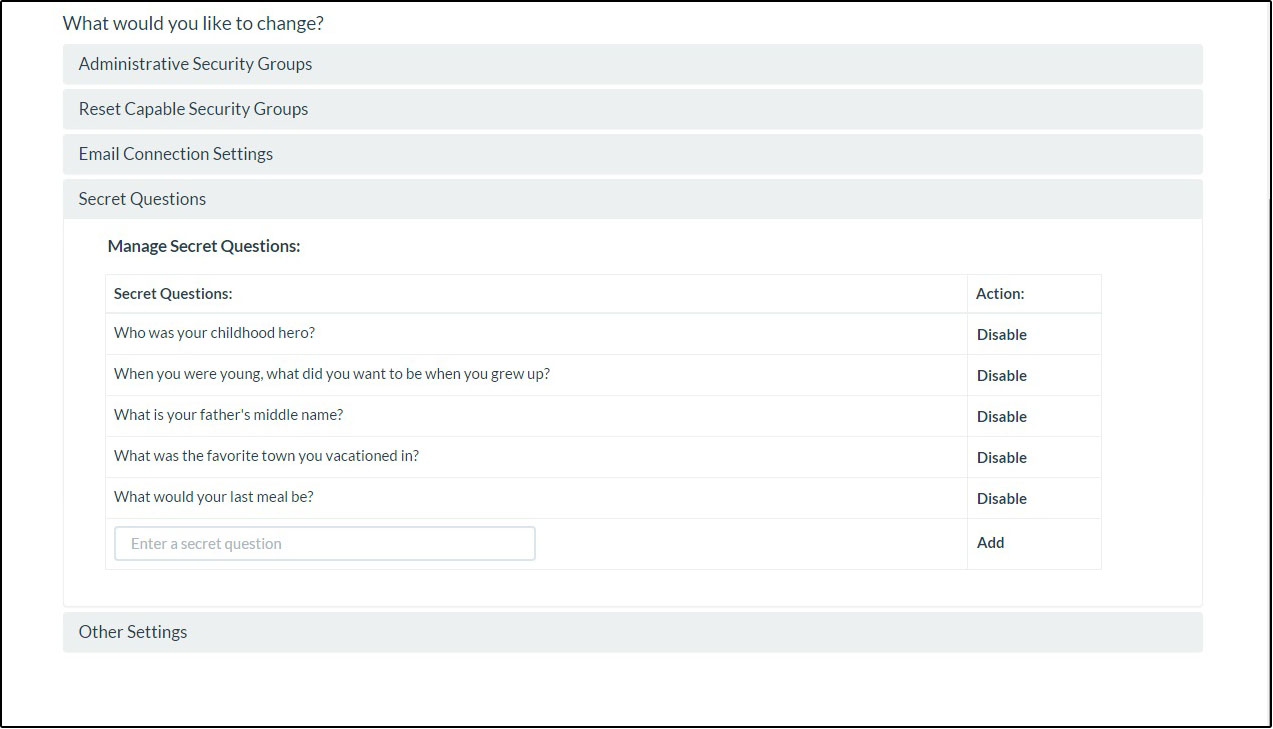 What would you like to change?
Administrative Security Groups
Reset Capable Security Groups
Email Connection Settings
Secret Questions
Manage Secret Questions:
Secret Questions: Action:
Who was your childhood hero? Disable
When you were young, what did you want to be when you grew up? Disable
What is your father's middle name? Disable
What was the favorite town you vacationed in? Disable
What would your last meal be? Disable
Enter a secret question Add
Other Settings